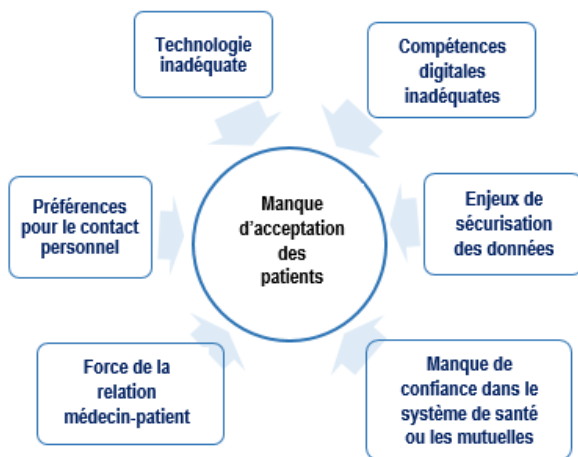 Technologie
inadéquate
Compétences
digitales
inadéquates
Préférences
pour le contact
personnel
Manque
d'acceptation
des
patients
Enjeux de
sécurisation
des données
Force de la
relation
médecin-patient
Manque de
confiance dans le
système de santé
ou les mutuelles